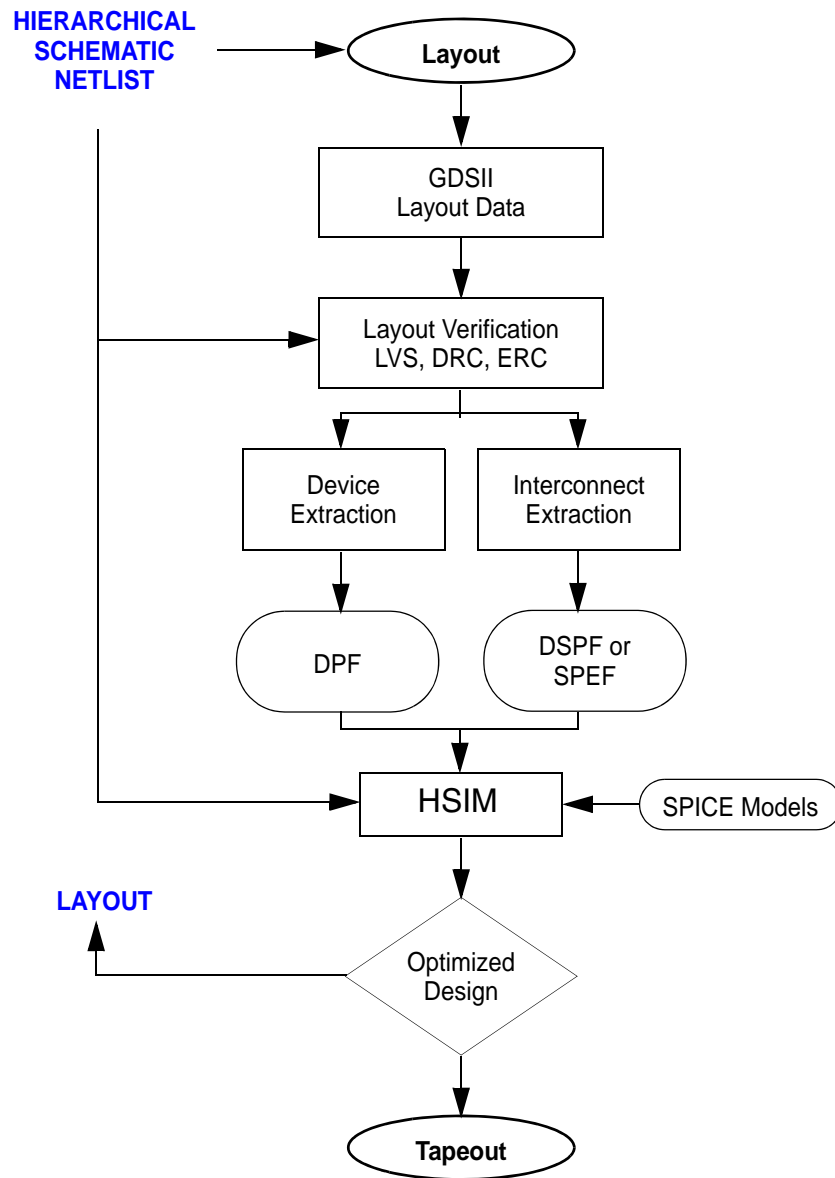 HIERARCHICAL
SCHEMATIC
NETLIST
Layout
GDSII
Layout Data
Layout Verification
LVS, DRC, ERC
Device
Extraction
Interconnect
Extraction
DPF
DSPF or
SPEF
HSIM
SPICE Models
LAYOUT
Optimized
Design
Tapeout